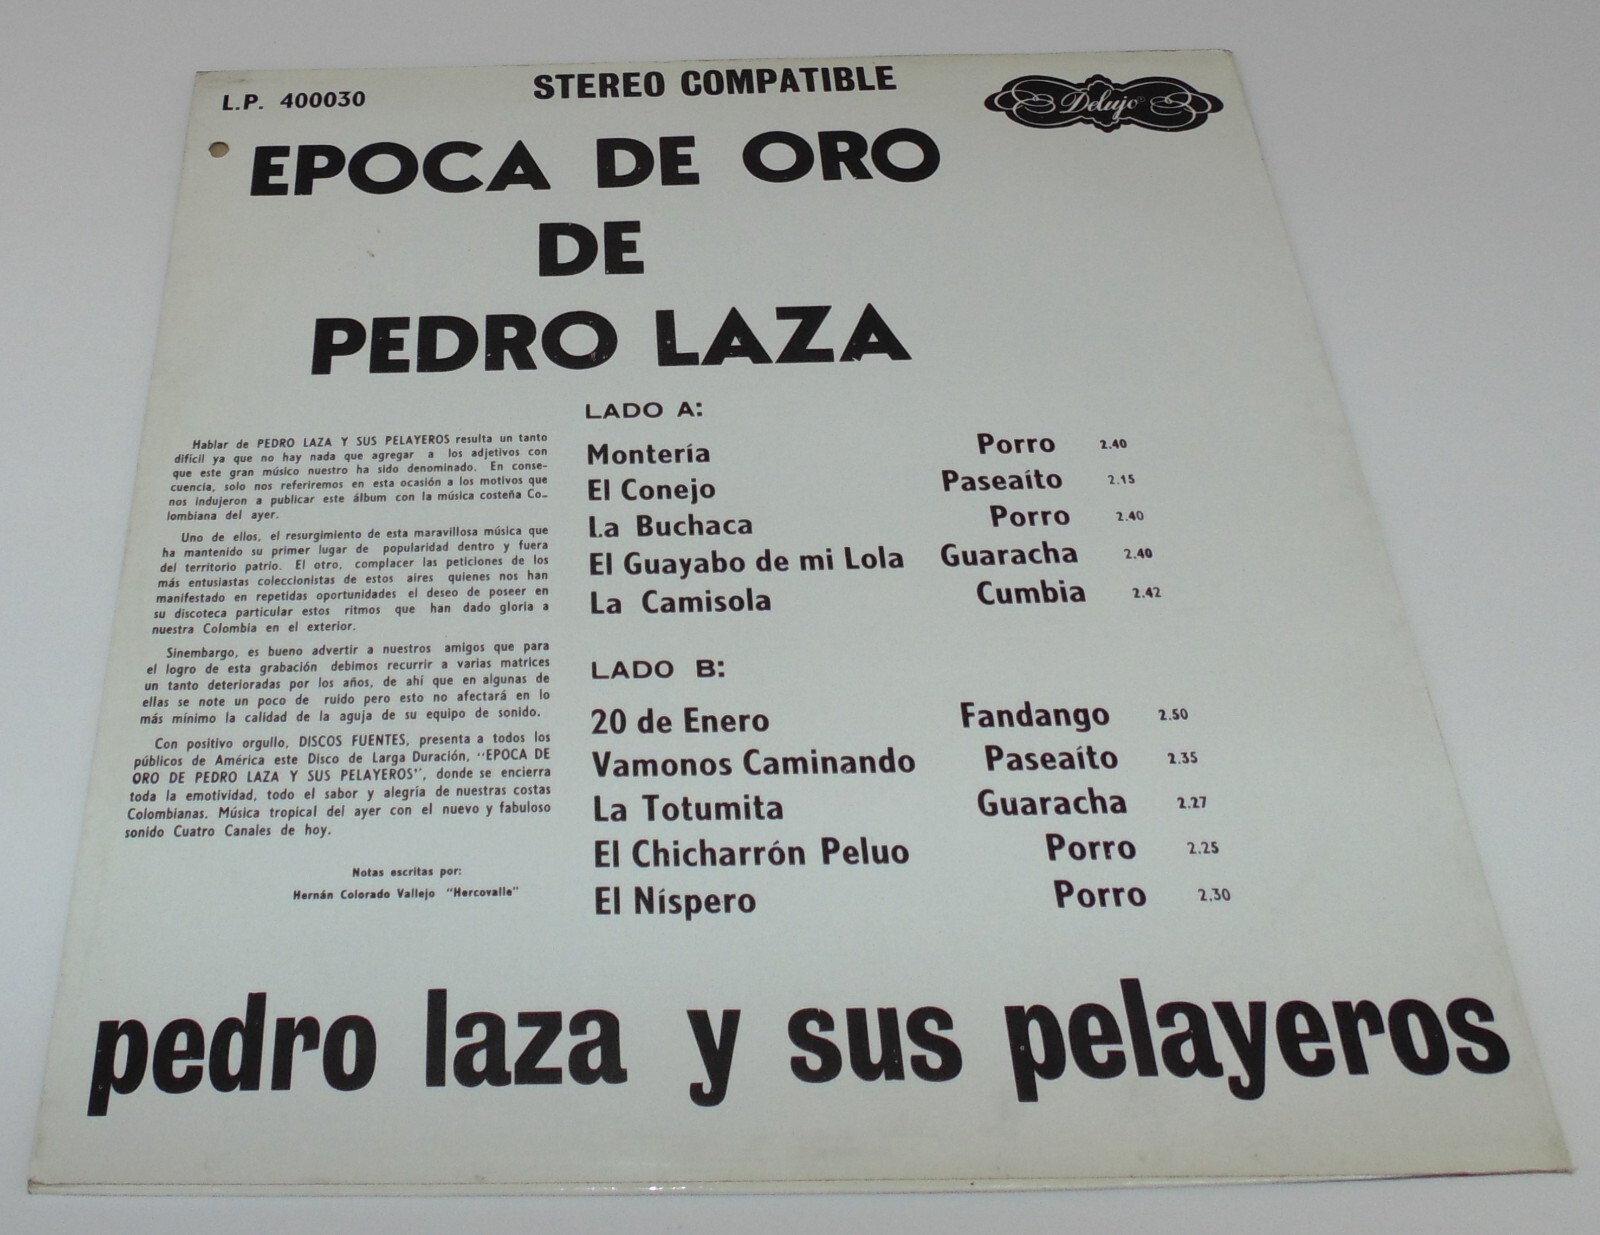 L.P. 400030
STEREO COMPATIBLE
Delujo®
EPOCA DE ORO
DE
PEDRO LAZA
Hablar de PEDRO LAZA Y SUS PELAYEROS resulta un tanto
difícil ya que no hay nada que agregar a los adjetivos con
que este gran músico nuestro ha sido denominado. En conse-
cuencia, solo nos referiremos en esta ocasión a los motivos que
nos indujeron a publicar este álbum con la música costeña Co-
lombiana del ayer.
Uno de ellos, el resurgimiento de esta maravillosa música que
ha mantenido su primer lugar de popularidad dentro y fuera
del territorio patrio. El otro, complacer las peticiones de los
más entusiastas coleccionistas de estos aires quienes nos han
manifestado en repetidas oportunidades el deseo de poseer en
su discoteca particular estos ritmos que han dado gloria a
nuestra Colombia en el exterior.
Sinembargo, es bueno advertir a nuestros amigos que para
el logro de esta grabación debimos recurrir a varias matrices
un tanto deterioradas por los años, de ahí que en algunas de
ellas se note un poco de ruido pero esto no afectará en lo
más mínimo la calidad de la aguja de su equipo de sonido.
Con positivo orgullo, DISCOS FUENTES, presenta a todos los
públicos de América este Disco de Larga Duración, "EPOCA DE
ORO DE PEDRO LAZA Y SUS PELAYEROS", donde se encierra
toda la emotividad, todo el sabor y alegría de nuestras costas
Colombianas. Música tropical del ayer con el nuevo y fabuloso
sonido Cuatro Canales de hoy.
Notas escritas por:
Hernán Colorado Vallejo "Hercovalle"
LADO A:
Montería Porro 2.40
El Conejo Paseaíto 2.15
La Buchaca Porro 2.40
El Guayabo de mi Lola Guaracha 2.40
La Camisola Cumbia 2.42
LADO B:
20 de Enero Fandango 2.50
Vamonos Caminando Paseaíto 2.35
La Totumita Guaracha 2.27
El Chicharrón Peluo Porro 2.25
El Níspero Porro 2.30
pedro laza y sus pelayeros